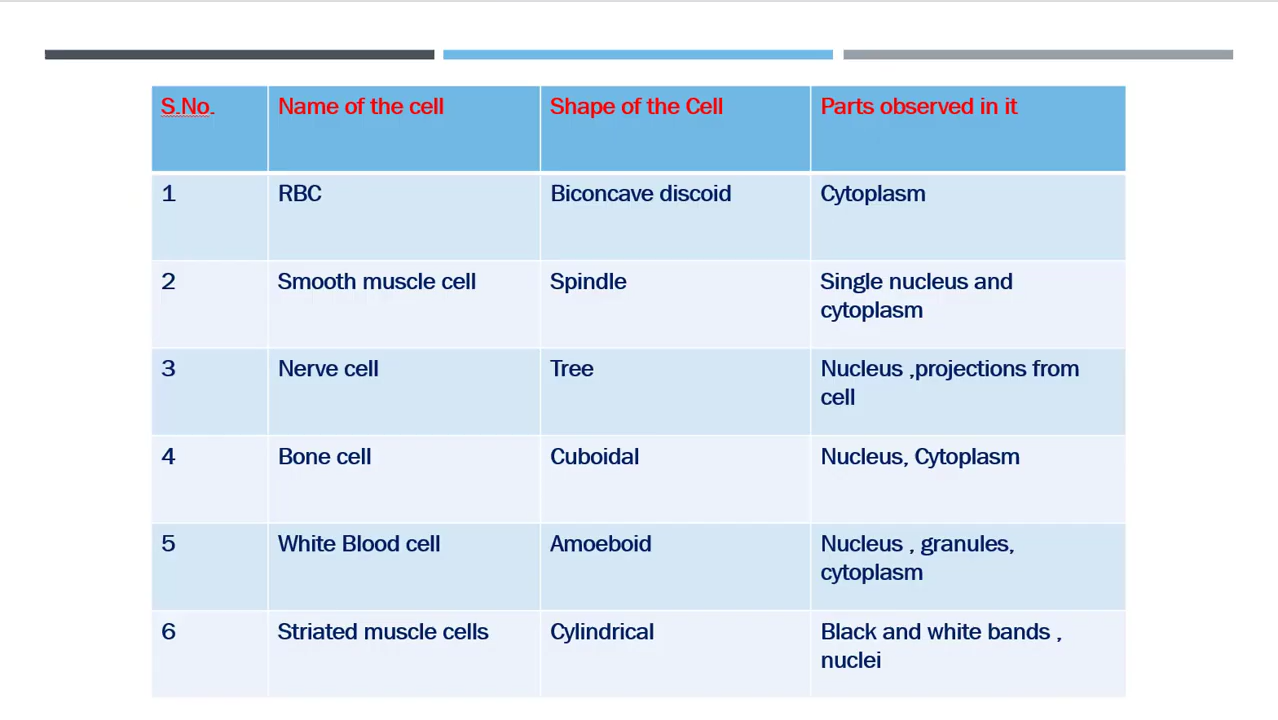 S.No. Name of the cell Shape of the Cell Parts observed in it
1 RBC Biconcave discoid Cytoplasm
2 Smooth muscle cell Spindle Single nucleus and
cytoplasm
3 Nerve cell Tree Nucleus ,projections from
cell
4 Bone cell Cuboidal Nucleus, Cytoplasm
5 White Blood cell Amoeboid Nucleus , granules,
cytoplasm
6 Striated muscle cells Cylindrical Black and white bands ,
nuclei